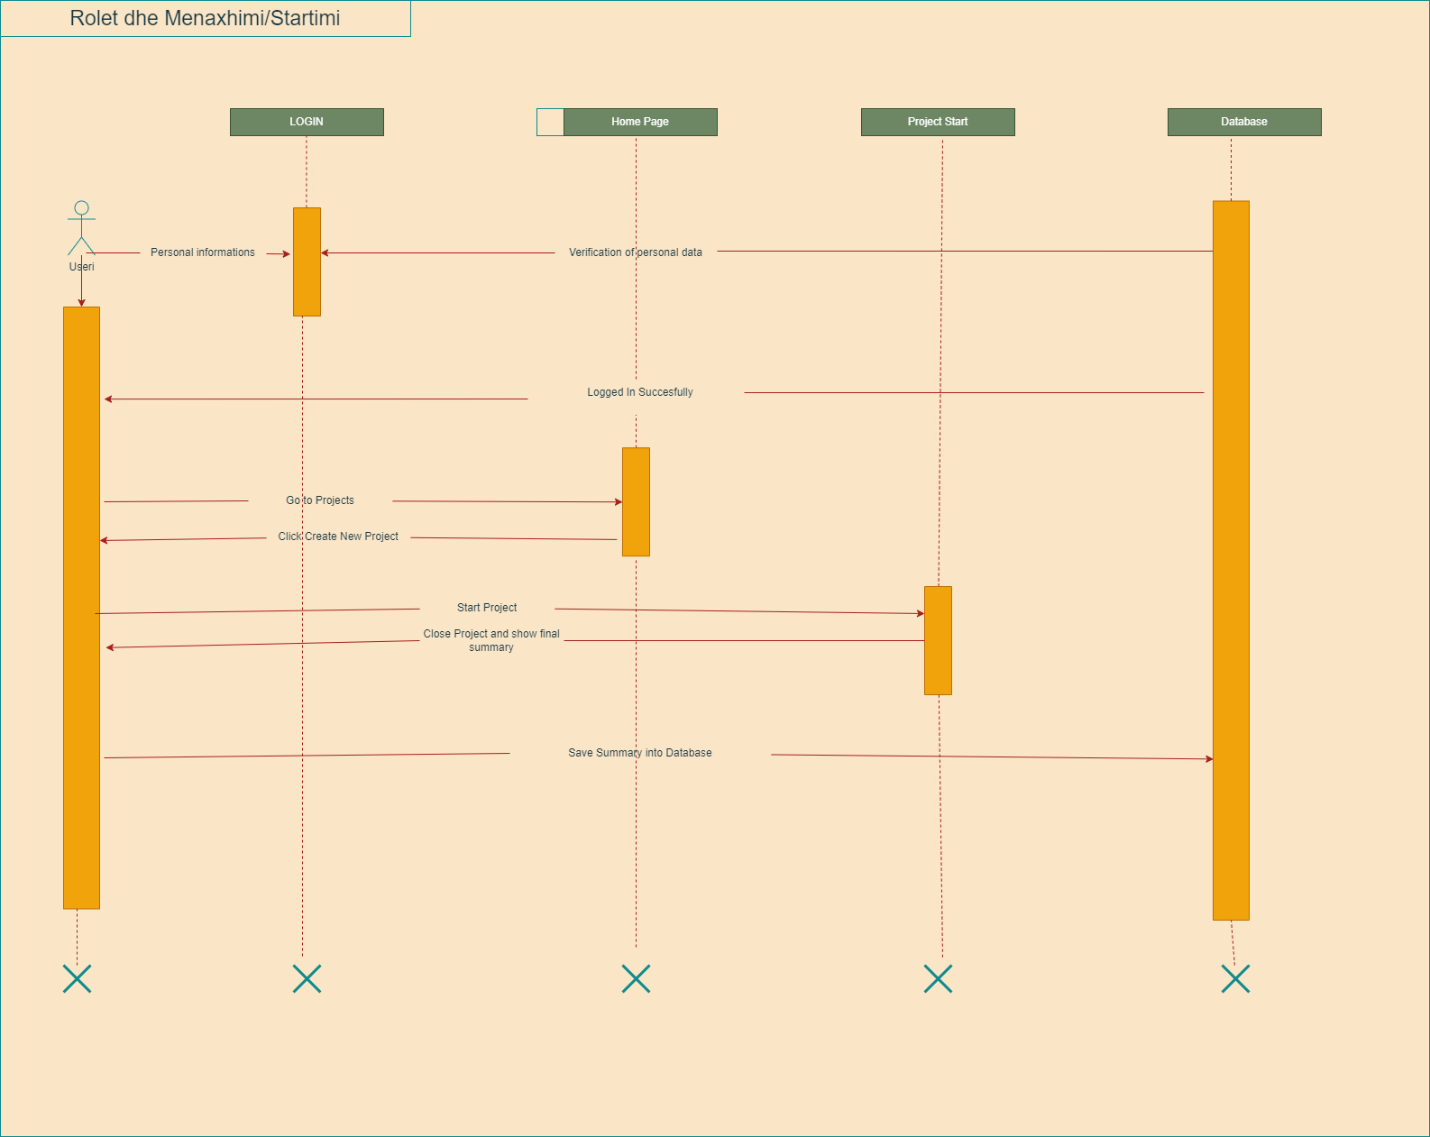 Rolet dhe Menaxhimi/Startimi
LOGIN
Home Page
Project Start
Database
Useri
Personal informations
Verification of personal data
Logged In Succesfully
Go to Projects
Click Create New Project
Start Project
Close Project and show final
summary
Save Summary into Database